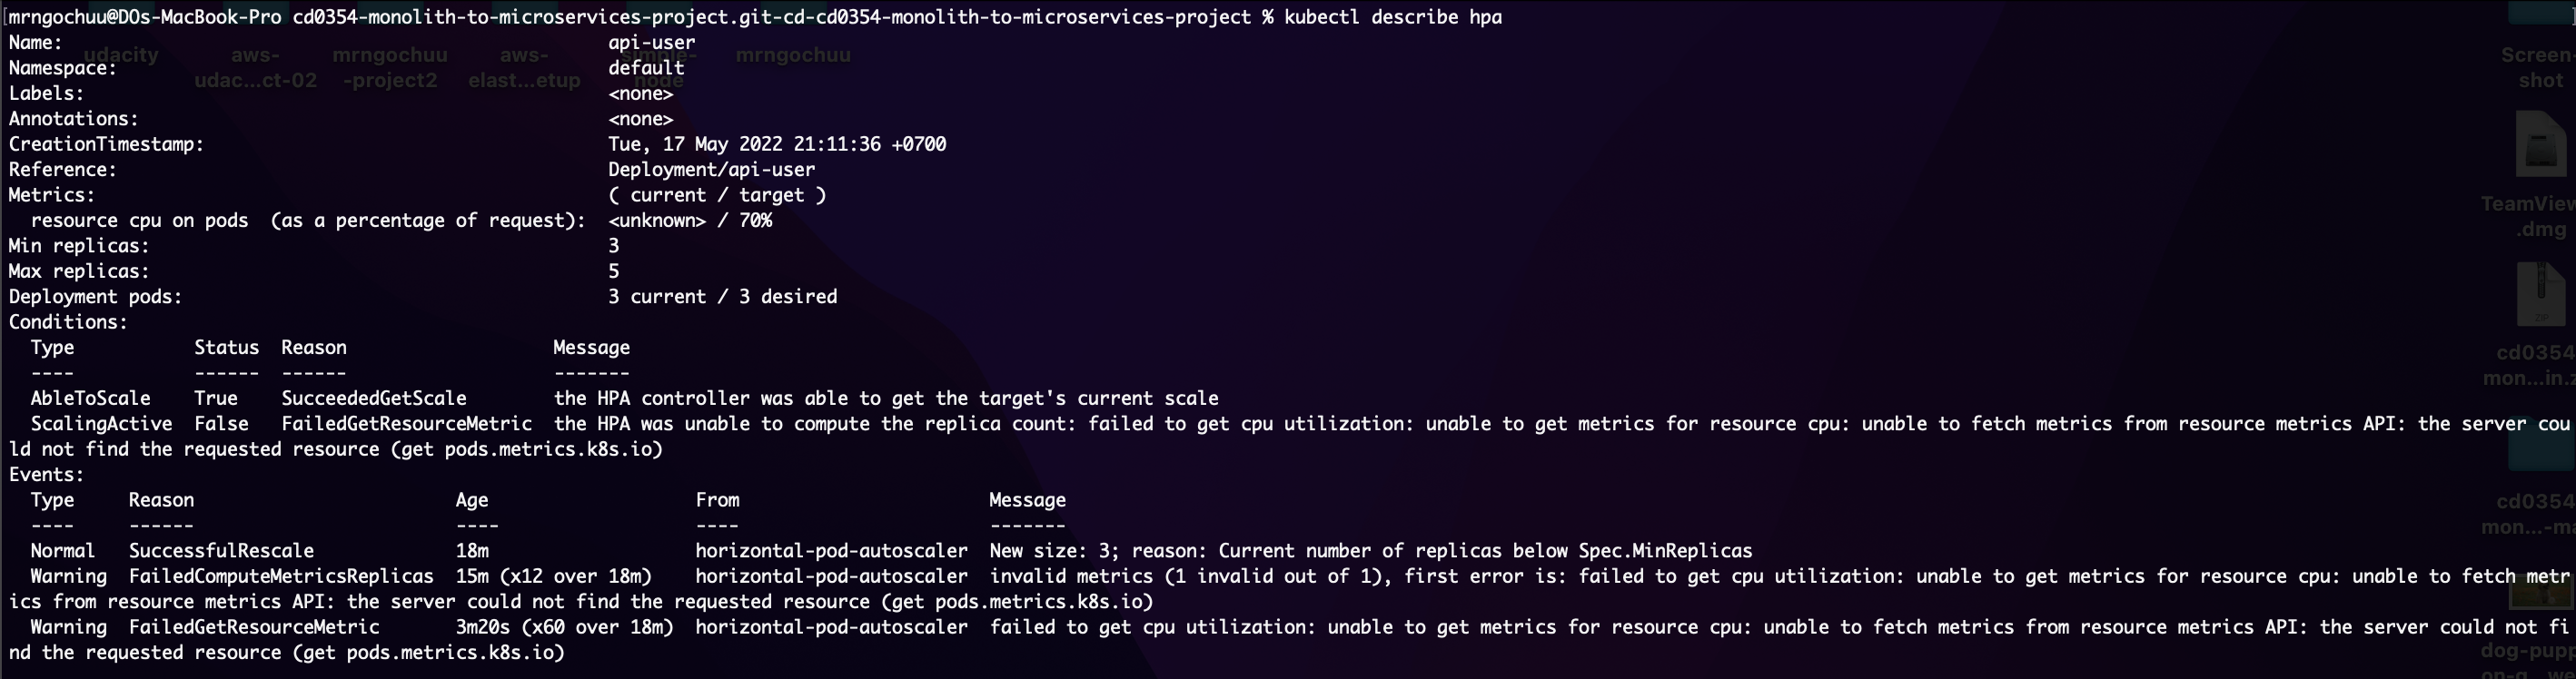 mrngochuu@DOs-MacBook-Pro cd0354-monolith-to-microservices-project.git-cd-cd0354-monolith-to-microservices-project % kubectl describe hpa
Name: api-user
udacity aws- mrngochuu aws- simple- mrngochuu
Screen-
Namespace: default
udac...ct-02 -project2 elast...etup node
shot
Labels: <none>
Annotations: <none>
CreationTimestamp: Tue, 17 May 2022 21:11:36 +0700
Reference: Deployment/api-user
Metrics: ( current / target )
TeamView
resource cpu on pods (as a percentage of request): <unknown> / 70%
.dmg
Min replicas: 3
Max replicas: 5
Deployment pods: 3 current / 3 desired
ZIP
Conditions:
Type Status Reason Message
cd0354
---- ------ ------ -------
mon...in.z
AbleToScale True SucceededGetScale the HPA controller was able to get the target's current scale
ScalingActive False FailedGetResourceMetric the HPA was unable to compute the replica count: failed to get cpu utilization: unable to get metrics for resource cpu: unable to fetch metrics from resource metrics API: the server cou
ld not find the requested resource (get pods.metrics.k8s.io)
Events:
Type Reason Age From Message
cd0354
---- ------ ---- ---- -------
mon...-ma
Normal SuccessfulRescale 18m horizontal-pod-autoscaler New size: 3; reason: Current number of replicas below Spec.MinReplicas
Warning FailedComputeMetricsReplicas 15m (x12 over 18m) horizontal-pod-autoscaler invalid metrics (1 invalid out of 1), first error is: failed to get cpu utilization: unable to get metrics for resource cpu: unable to fetch metr
ics from resource metrics API: the server could not find the requested resource (get pods.metrics.k8s.io)
Warning FailedGetResourceMetric 3m20s (x60 over 18m) horizontal-pod-autoscaler failed to get cpu utilization: unable to get metrics for resource cpu: unable to fetch metrics from resource metrics API: the server could not fi
nd the requested resource (get pods.metrics.k8s.io)
dog-pupp